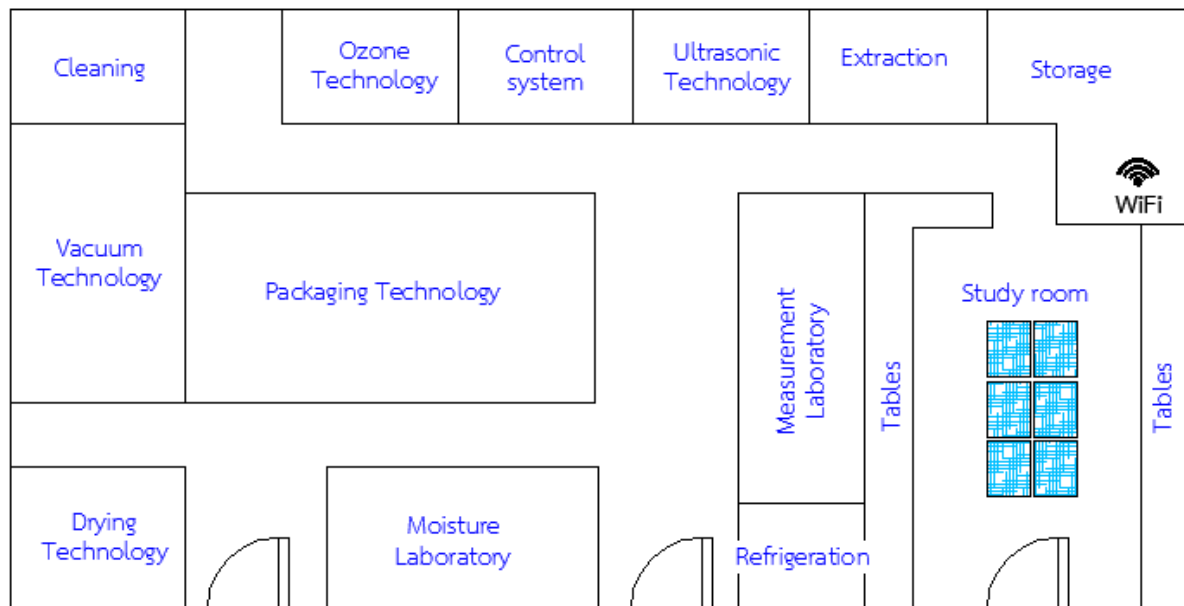 Cleaning
Ozone
Technology
Control
system
Ultrasonic
Technology
Extraction
Storage
WiFi
Vacuum
Technology
Packaging Technology
Measurement
Laboratory
Tables
Study room
Tables
Drying
Technology
Moisture
Laboratory
Refrigeration